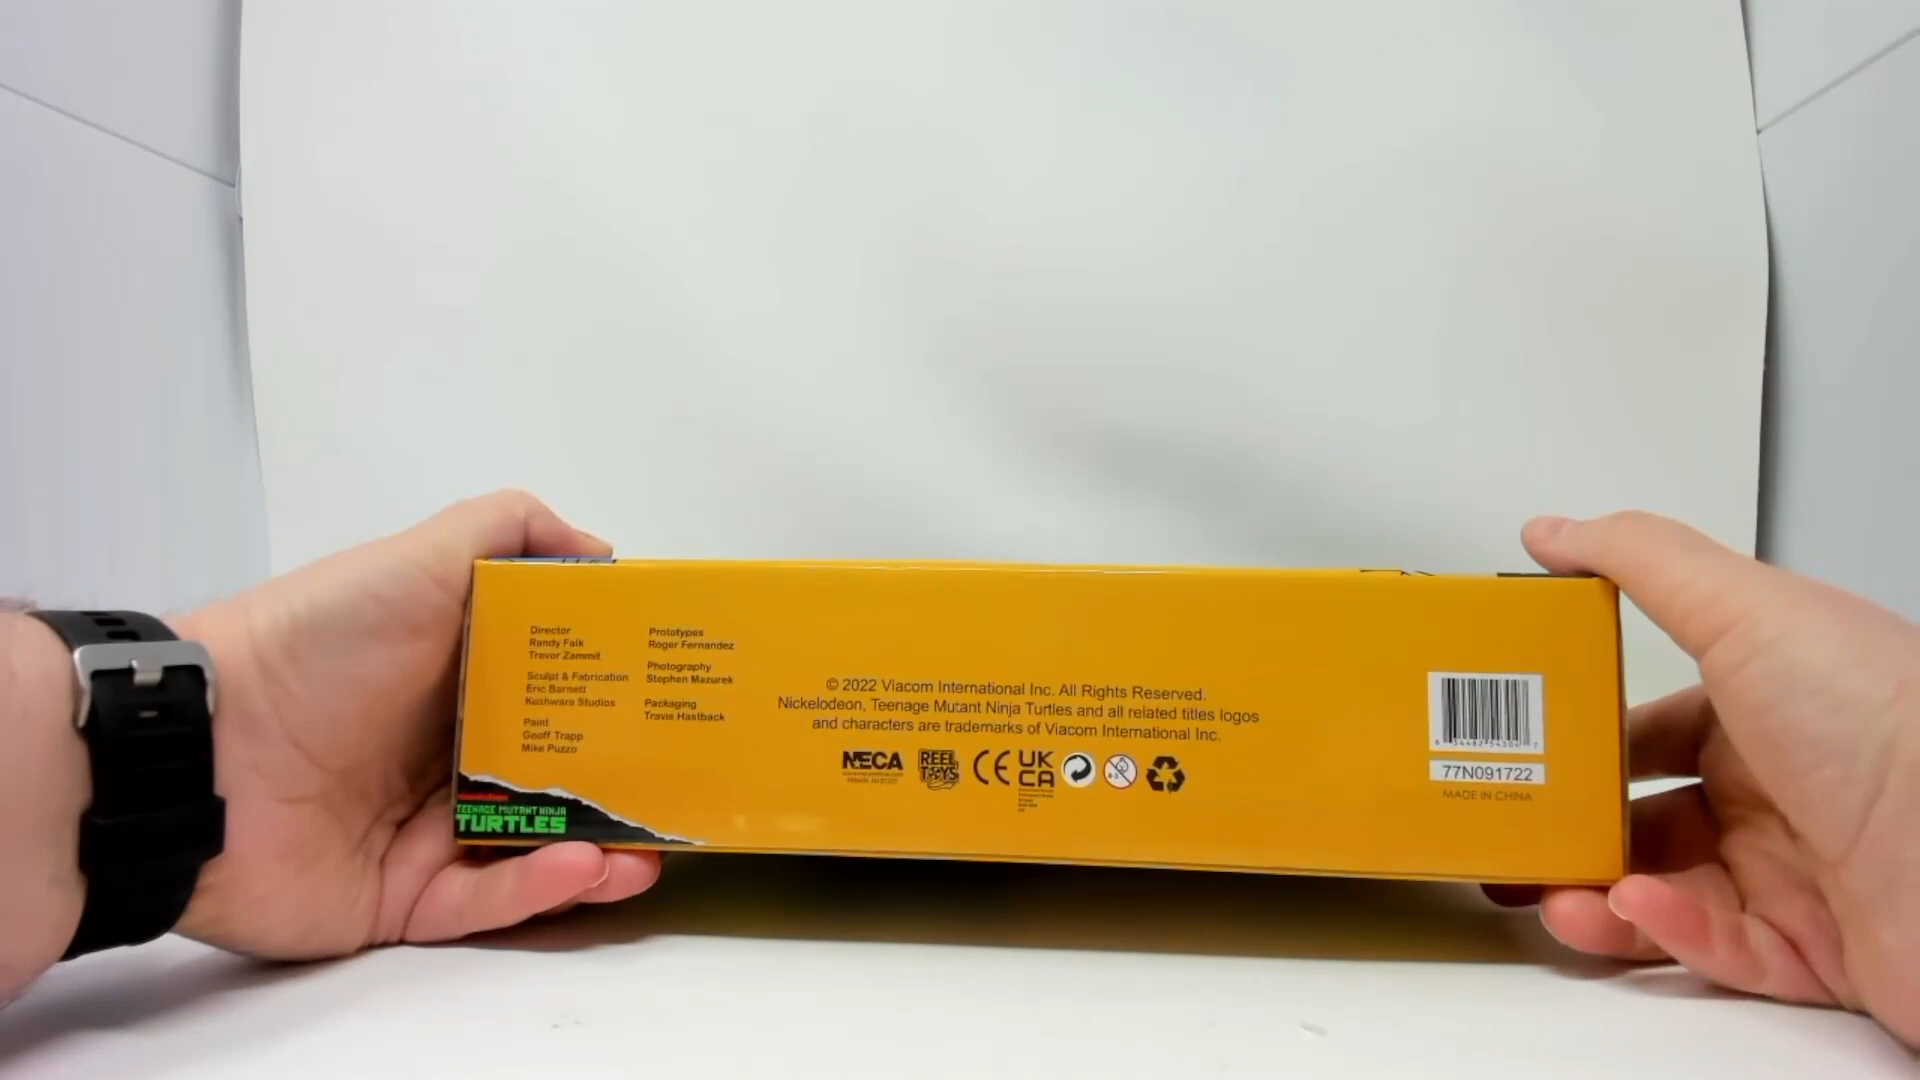 Director
Randy Falk
Trevor Zammit
Sculpt & Fabrication
Eric Barnett
Kushwara Studios
Paint
Geoff Trapp
Mike Puzzo
Prototypes
Roger Fernandez
Photography
Stephen Mazurek
Packaging
Travis Hastback
© 2022 Viacom International Inc. All Rights Reserved.
Nickelodeon, Teenage Mutant Ninja Turtles and all related titles logos
and characters are trademarks of Viacom International Inc.
NECA
REEL TOYS
CE
UK
CA
0-3
nickelodeon
TEENAGE MUTANT NINJA
TURTLES
77N091722
MADE IN CHINA